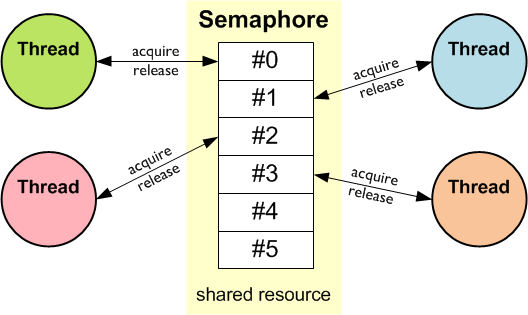 Semaphore
Thread
acquire
release
#0
#1
acquire
release
Thread
Thread
acquire
release
#2
#3
acquire
release
Thread
#4
#5
shared resource